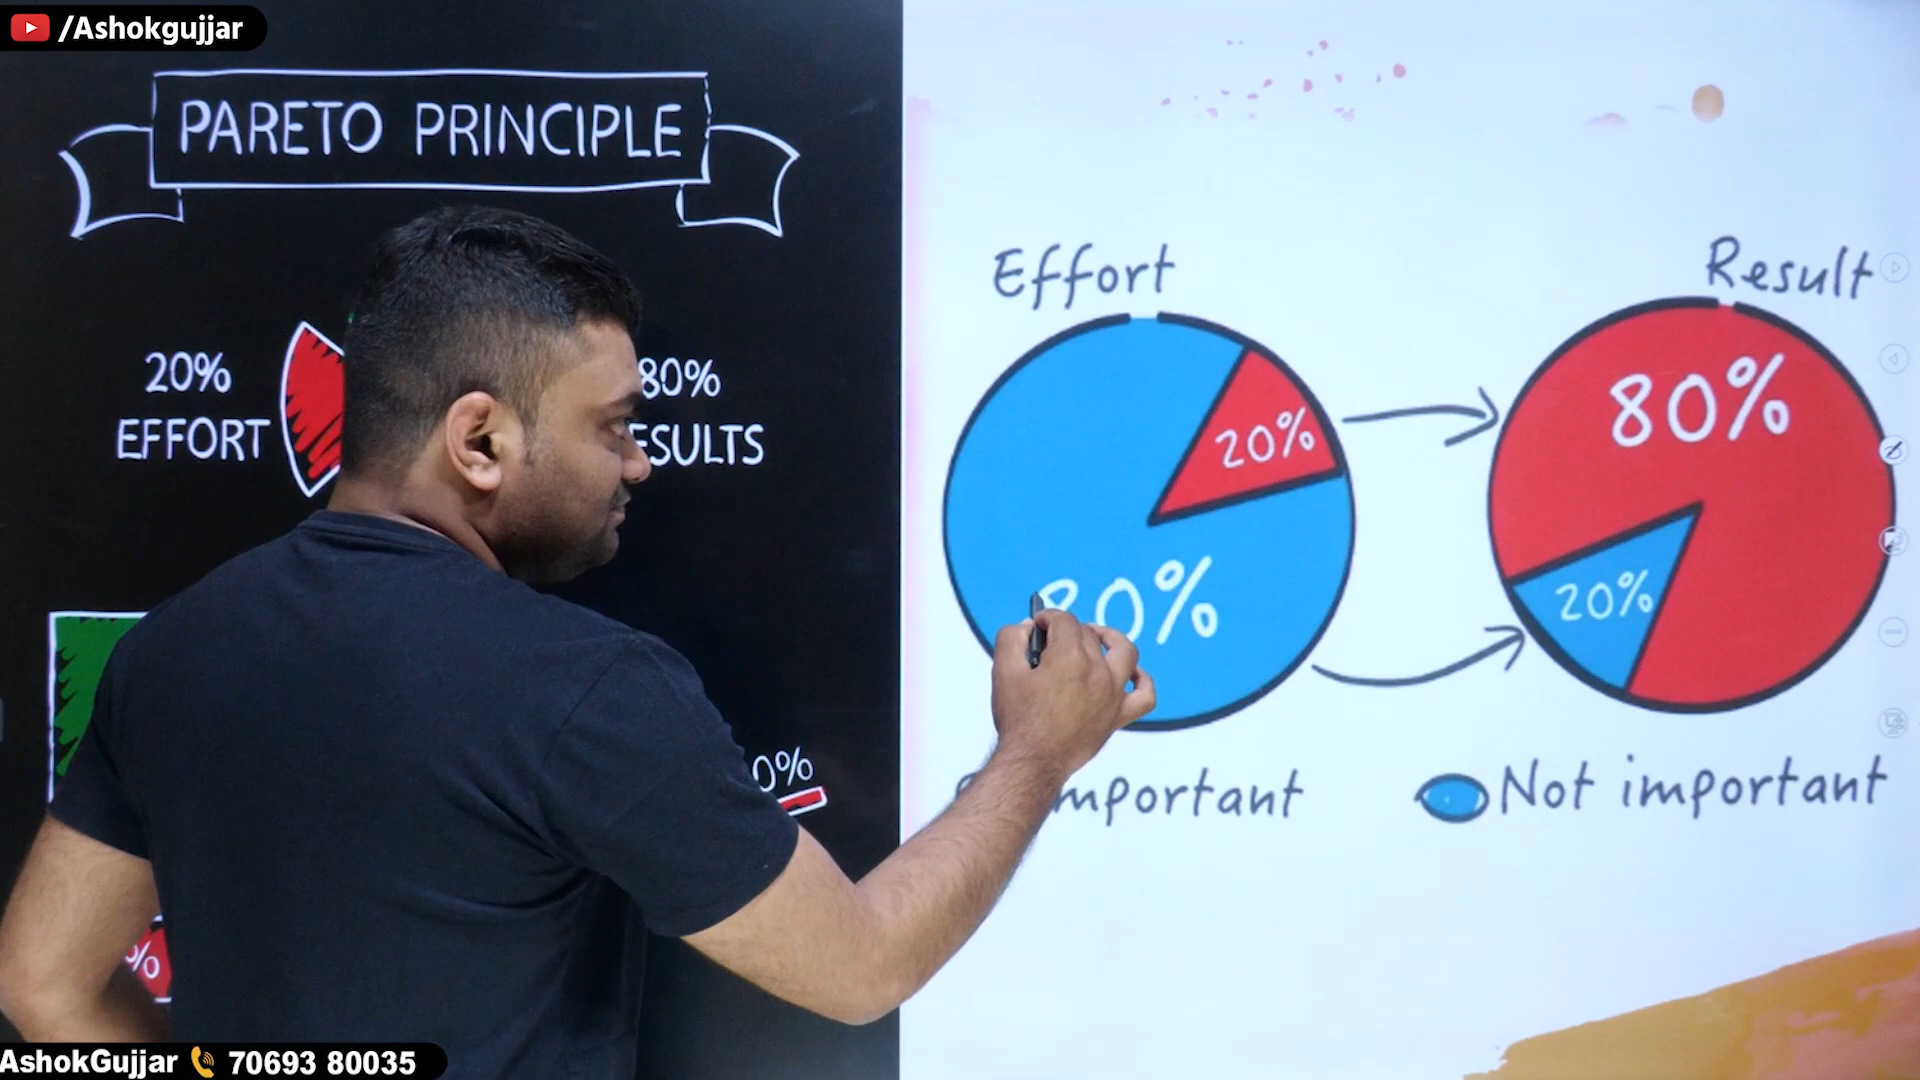 /Ashokgujjar
PARETO PRINCIPLE
20%
EFFORT
80%
ESULTS
0%
%
Effort
Result
20%
80%
80%
20%
mportant
Not important
AshokGujjar 70693 80035